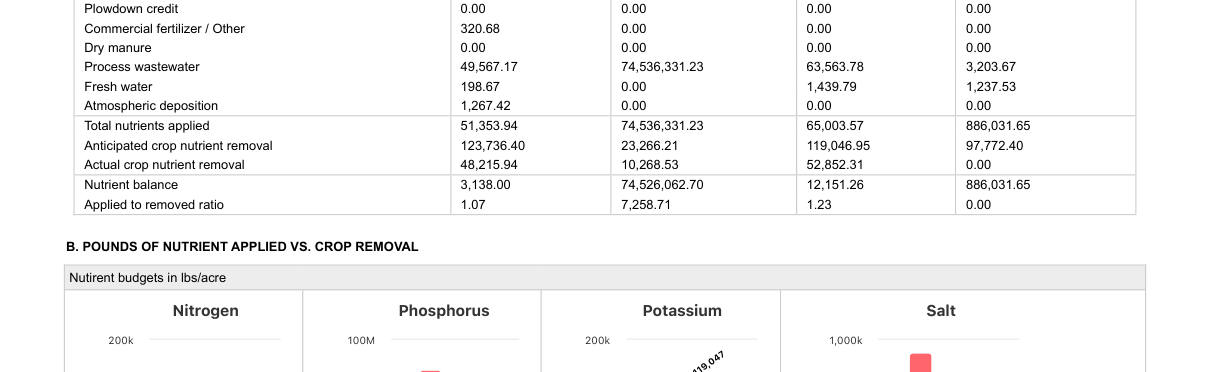 Plowdown credit 0.00 0.00 0.00 0.00
Commercial fertilizer / Other 320.68 0.00 0.00 0.00
Dry manure 0.00 0.00 0.00 0.00
Process wastewater 49,567.17 74,536,331.23 63,563.78 3,203.67
Fresh water 198.67 0.00 1,439.79 1,237.53
Atmospheric deposition 1,267.42 0.00 0.00 0.00
Total nutrients applied 51,353.94 74,536,331.23 65,003.57 886,031.65
Anticipated crop nutrient removal 123,736.40 23,266.21 119,046.95 97,772.40
Actual crop nutrient removal 48,215.94 10,268.53 52,852.31 0.00
Nutrient balance 3,138.00 74,526,062.70 12,151.26 886,031.65
Applied to removed ratio 1.07 7,258.71 1.23 0.00
B. POUNDS OF NUTRIENT APPLIED VS. CROP REMOVAL
Nutirent budgets in lbs/acre
Nitrogen Phosphorus Potassium Salt
200k 100M 200k 1,000k
119,047